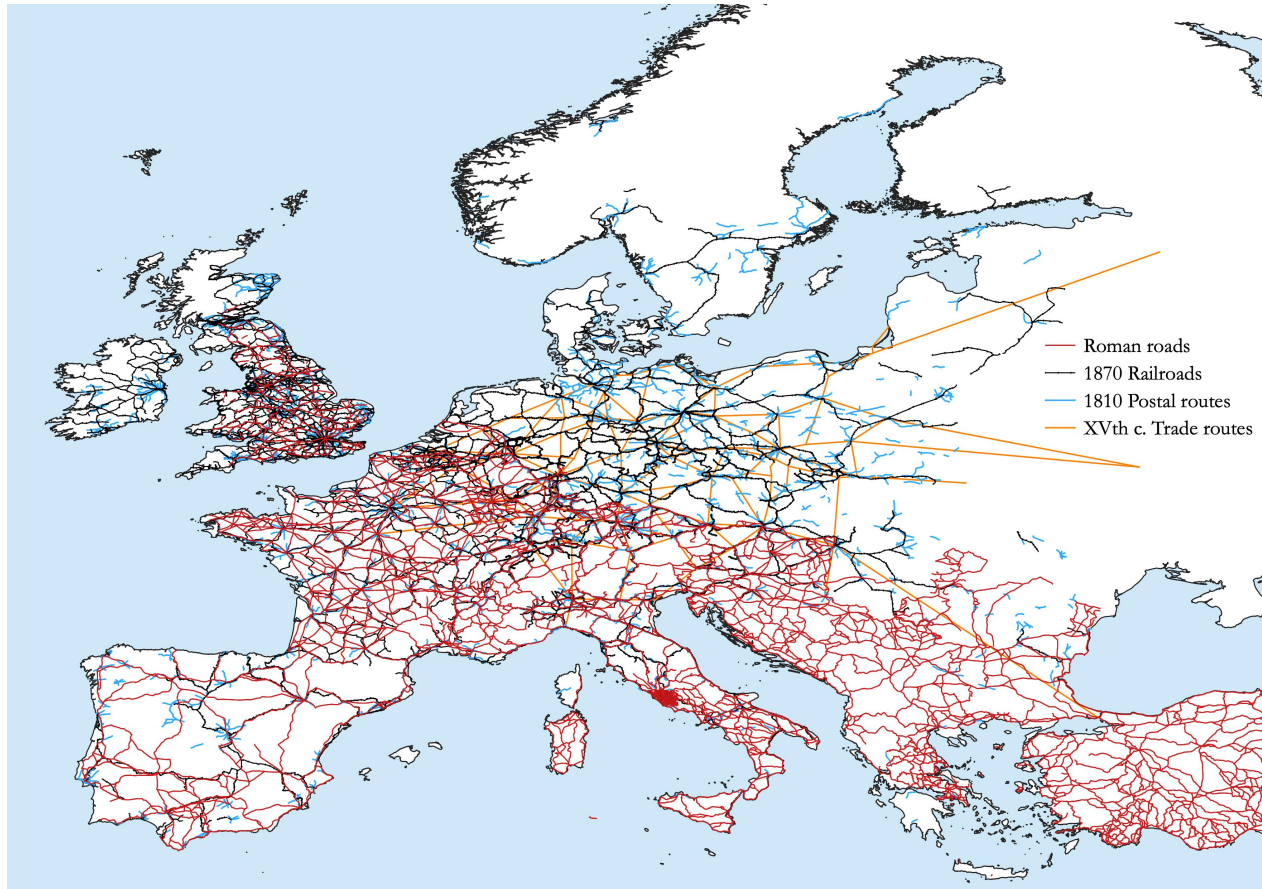 Roman roads
1870 Railroads
1810 Postal routes
XVth c. Trade routes